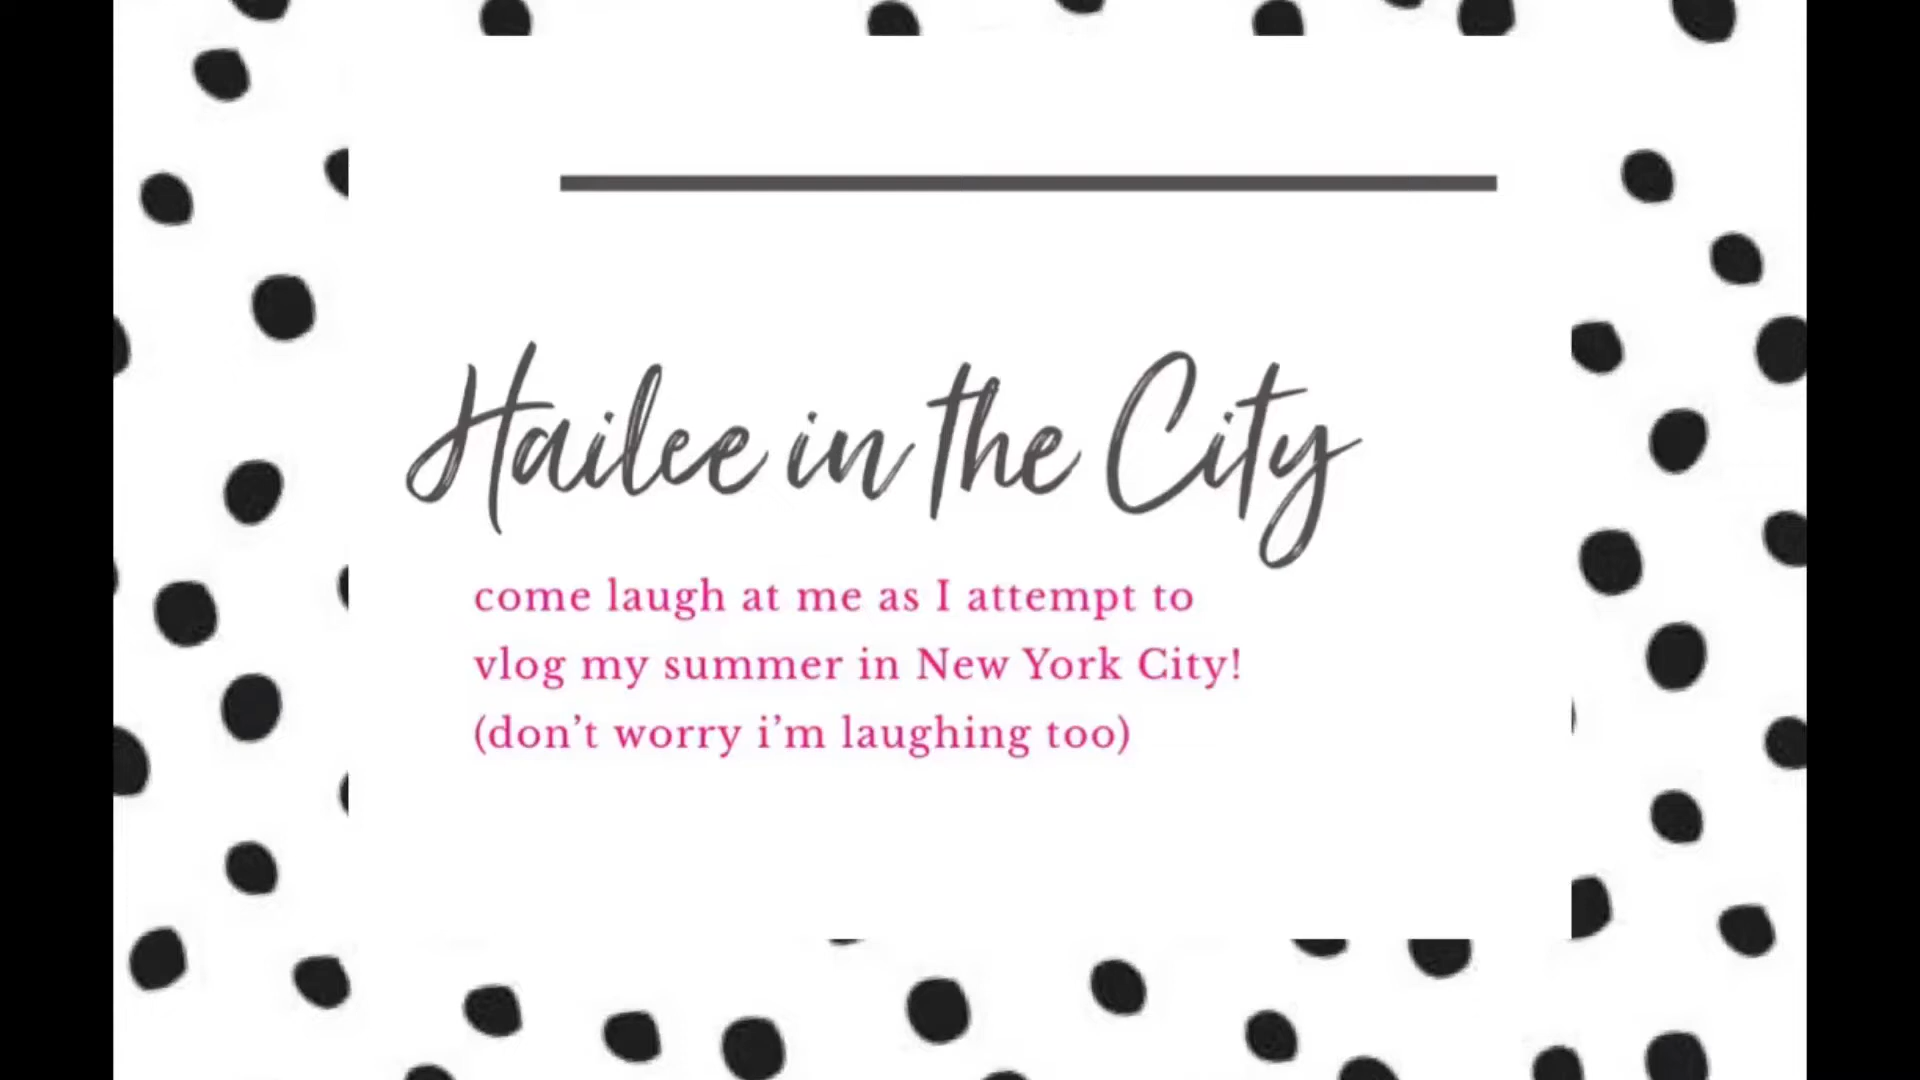 Hailee in the City
come laugh at me as I attempt to
vlog my summer in New York City!
(don’t worry i’m laughing too)